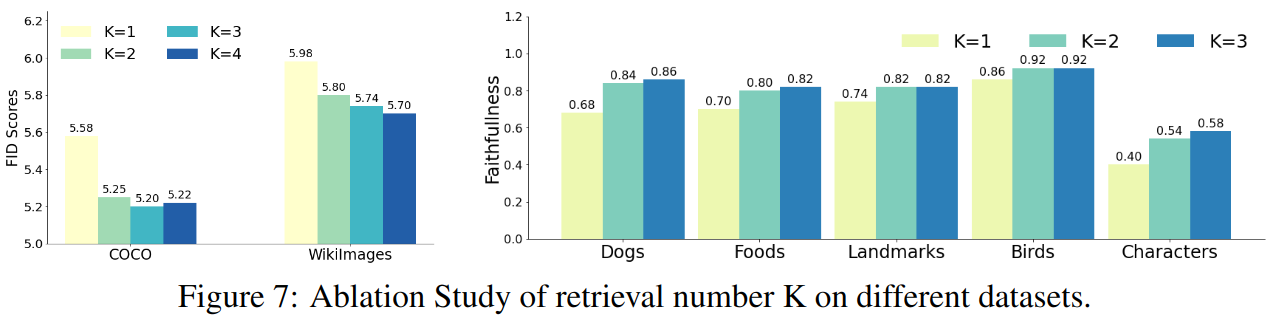 6.2
6.0
5.8
5.6
5.4
5.2
5.0
FID Scores
K=1 K=3
K=2 K=4
5.58 5.25 5.20 5.22
5.98 5.80 5.74 5.70
COCO WikiImages
1.2
1.0
0.8
0.6
0.4
0.2
0.0
Faithfullness
K=1 K=2 K=3
0.68 0.84 0.86
0.70 0.80 0.82
0.74 0.82 0.82
0.86 0.92 0.92
0.40 0.54 0.58
Dogs Foods Landmarks Birds Characters
Figure 7: Ablation Study of retrieval number K on different datasets.